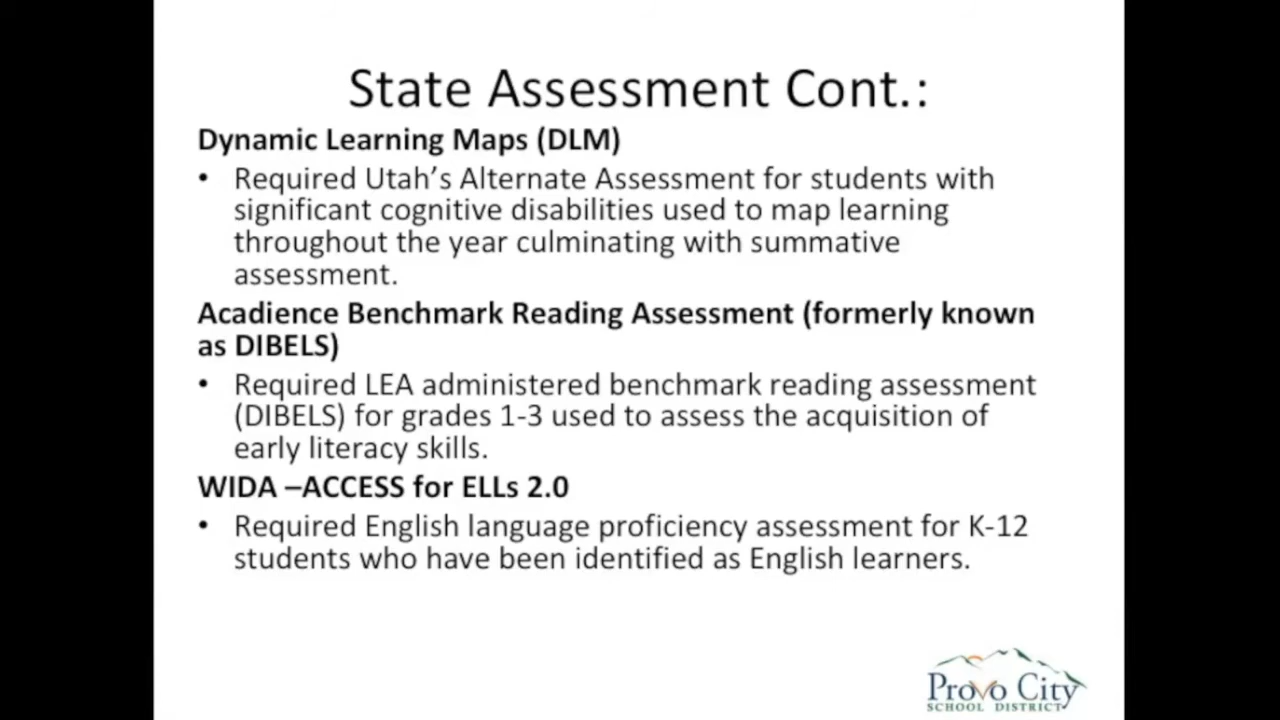 State Assessment Cont.:
Dynamic Learning Maps (DLM)
• Required Utah’s Alternate Assessment for students with
significant cognitive disabilities used to map learning
throughout the year culminating with summative
assessment.
Acadience Benchmark Reading Assessment (formerly known
as DIBELS)
• Required LEA administered benchmark reading assessment
(DIBELS) for grades 1-3 used to assess the acquisition of
early literacy skills.
WIDA –ACCESS for ELLs 2.0
• Required English language proficiency assessment for K-12
students who have been identified as English learners.
Provo City
SCHOOL DISTRICT